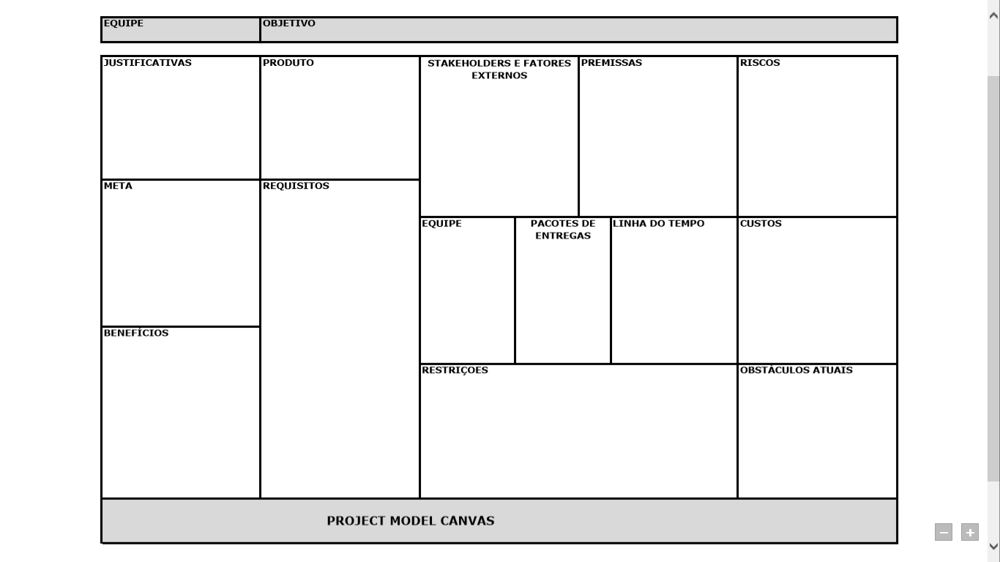 EQUIPE
OBJETIVO
JUSTIFICATIVAS
PRODUTO
STAKEHOLDERS E FATORES
EXTERNOS
PREMISSAS
RISCOS
META
REQUISITOS
EQUIPE
PACOTES DE
ENTREGAS
LINHA DO TEMPO
CUSTOS
BENEFÍCIOS
RESTRIÇOES
OBSTÁCULOS ATUAIS
PROJECT MODEL CANVAS